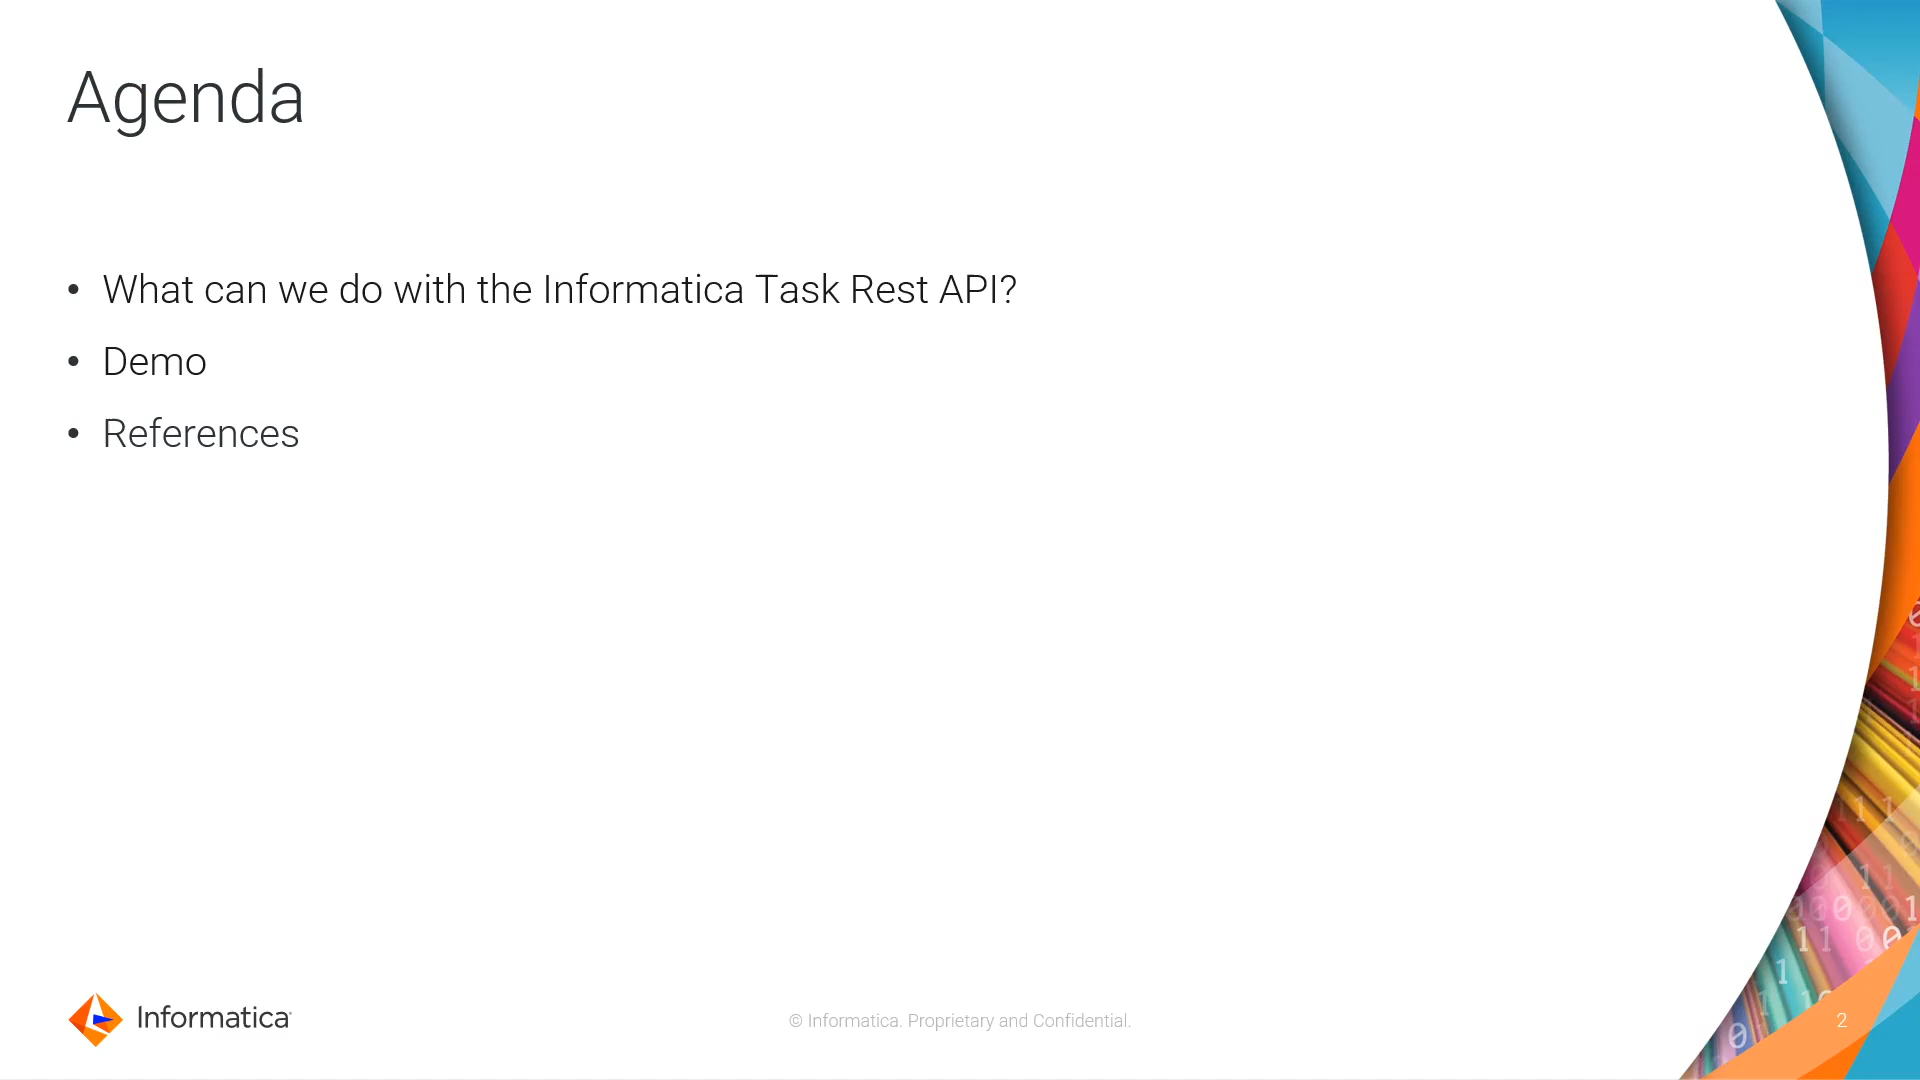 Agenda
• What can we do with the Informatica Task Rest API?
• Demo
• References
Informatica
© Informatica. Proprietary and Confidential.
2